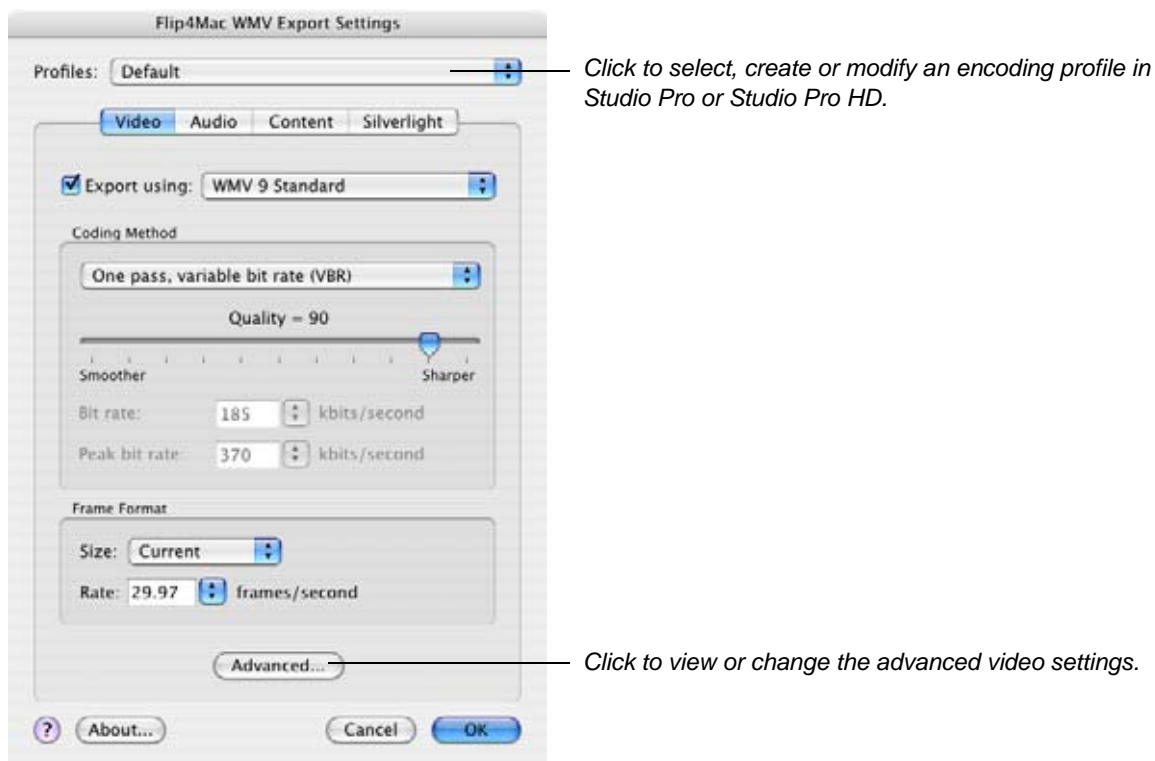 Flip4Mac WMV Export Settings
Profiles: Default
Click to select, create or modify an encoding profile in
Studio Pro or Studio Pro HD.
Video Audio Content Silverlight
Export using: WMV 9 Standard
Coding Method
One pass, variable bit rate (VBR)
Quality = 90
Smoother Sharper
Bit rate: 185 kbits/second
Peak bit rate: 370 kbits/second
Frame Format
Size: Current
Rate: 29.97 frames/second
Advanced...
Click to view or change the advanced video settings.
? About... Cancel OK